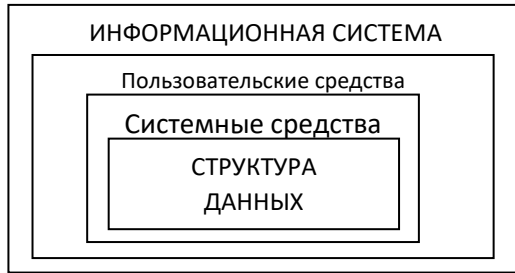 ИНФОРМАЦИОННАЯ СИСТЕМА
Пользовательские средства
Системные средства
СТРУКТУРА
ДАННЫХ